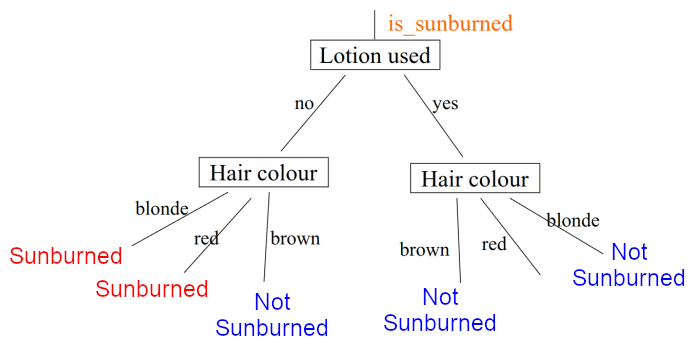 is_sunburned
Lotion used
no
yes
Hair colour
Hair colour
blonde
red
brown
brown
red
blonde
Sunburned
Sunburned
Not
Sunburned
Not
Sunburned
Not
Sunburned